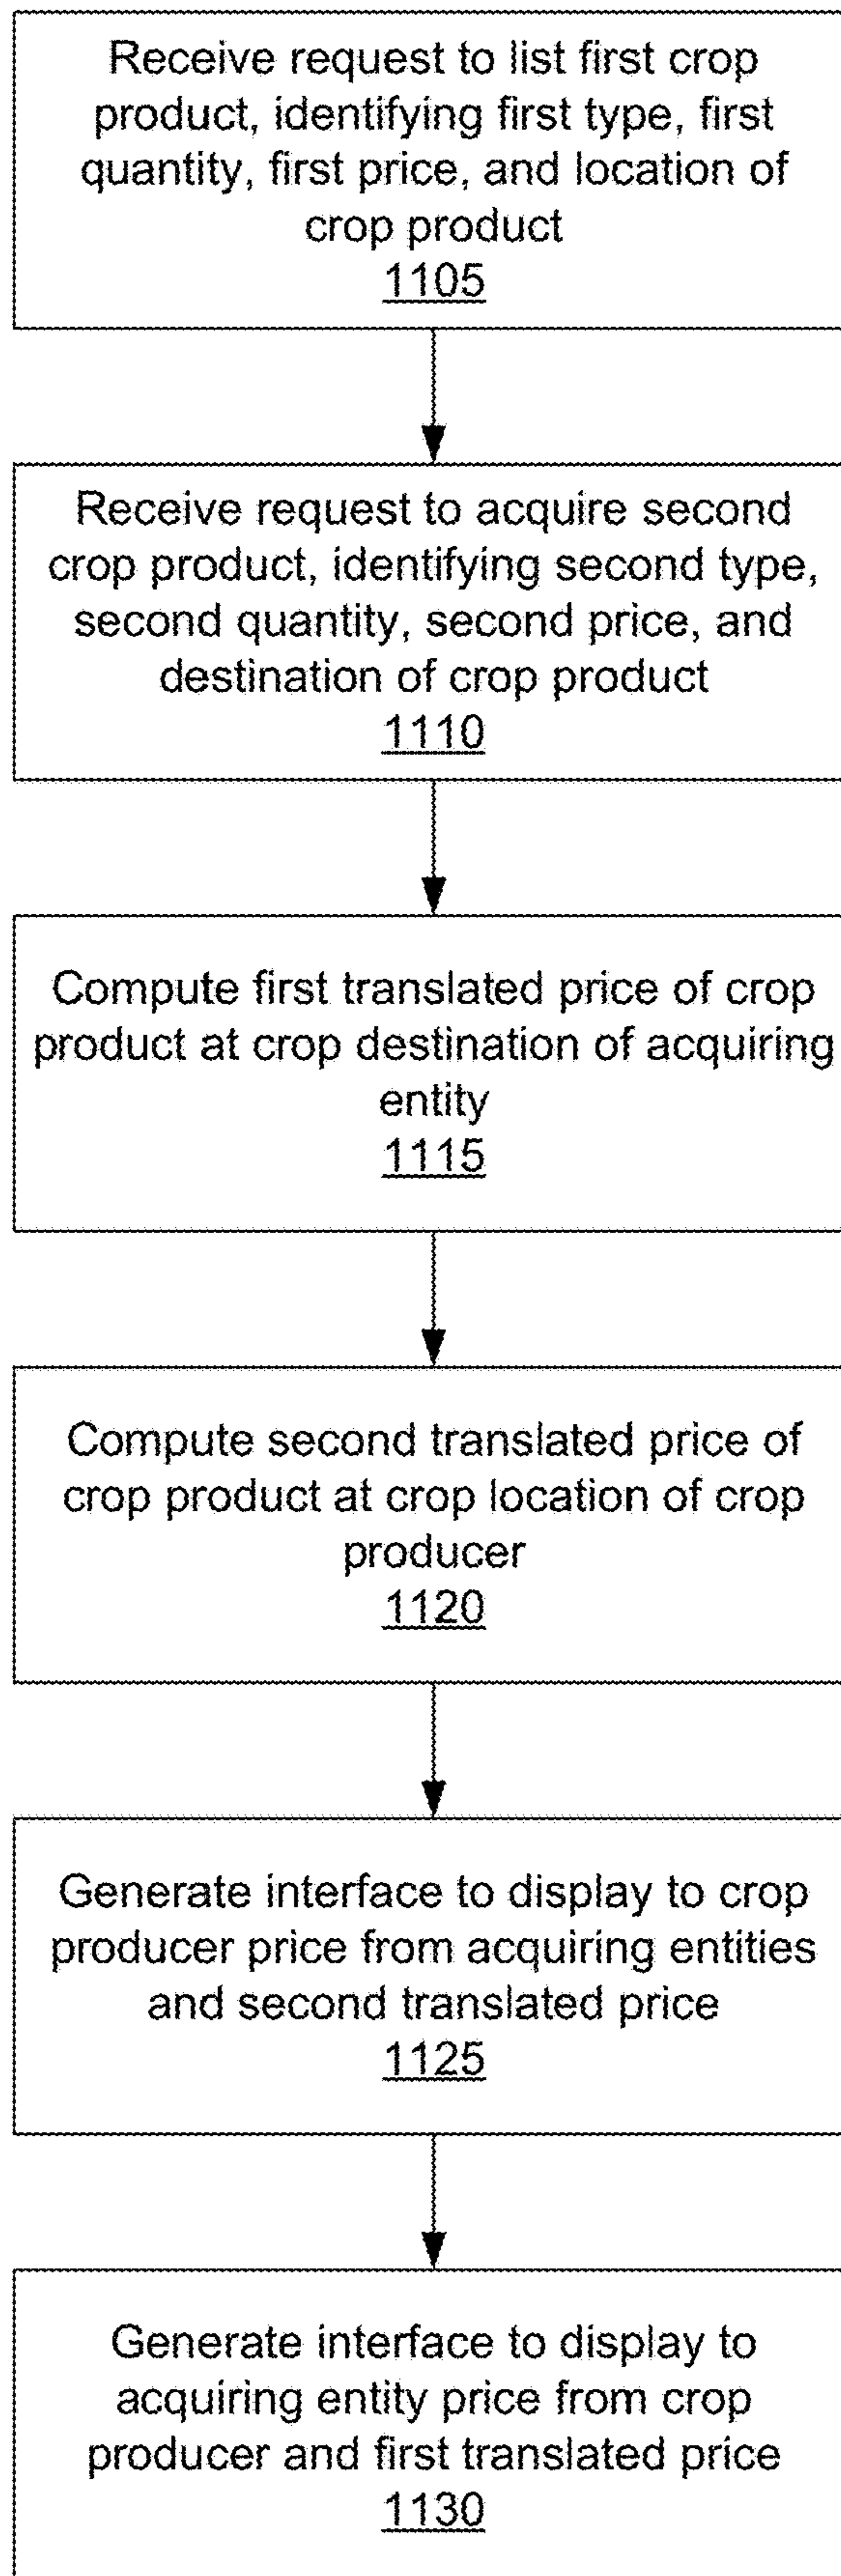 Receive request to list first crop
product, identifying first type, first
quantity, first price, and location of
crop product
1105
Receive request to acquire second
crop product, identifying second type,
second quantity, second price, and
destination of crop product
1110
Compute first translated price of crop
product at crop destination of acquiring
entity
1115
Compute second translated price of
crop product at crop location of crop
producer
1120
Generate interface to display to crop
producer price from acquiring entities
and second translated price
1125
Generate interface to display to
acquiring entity price from crop
producer and first translated price
1130